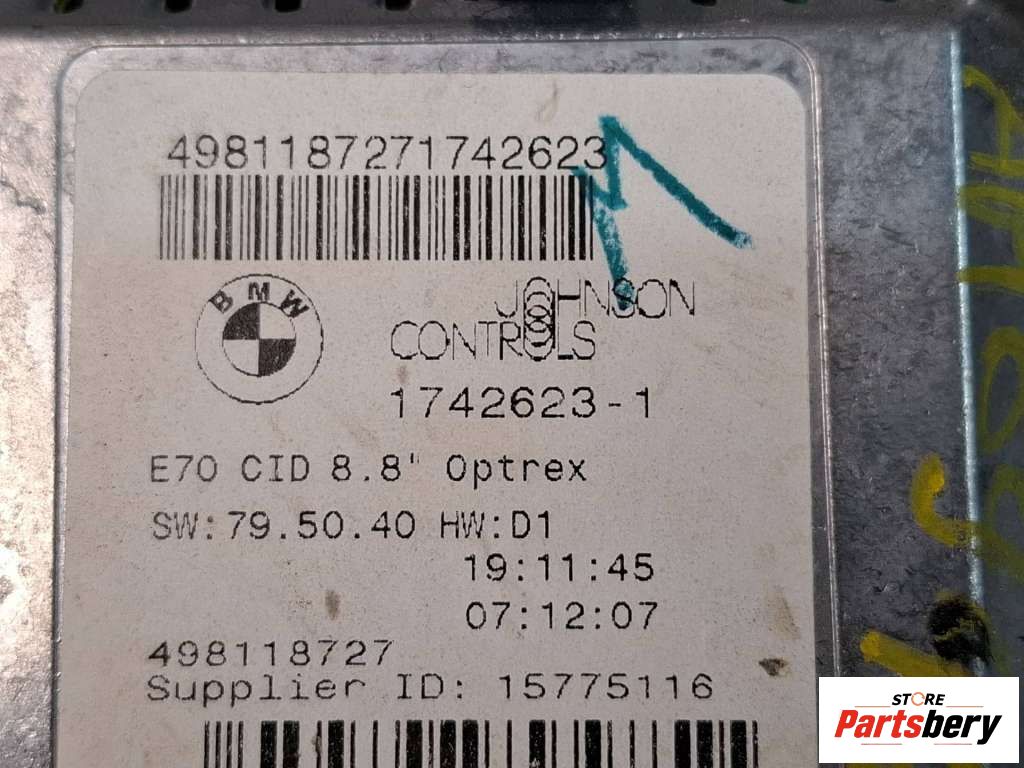 4981187271742623
BMW
JOHNSON
CONTROLS
1742623-1
E70 CID 8.8" Optrex
SW:79.50.40 HW:D1
19:11:45
07:12:07
498118727
Supplier ID: 15775116
STORE
Partsbery